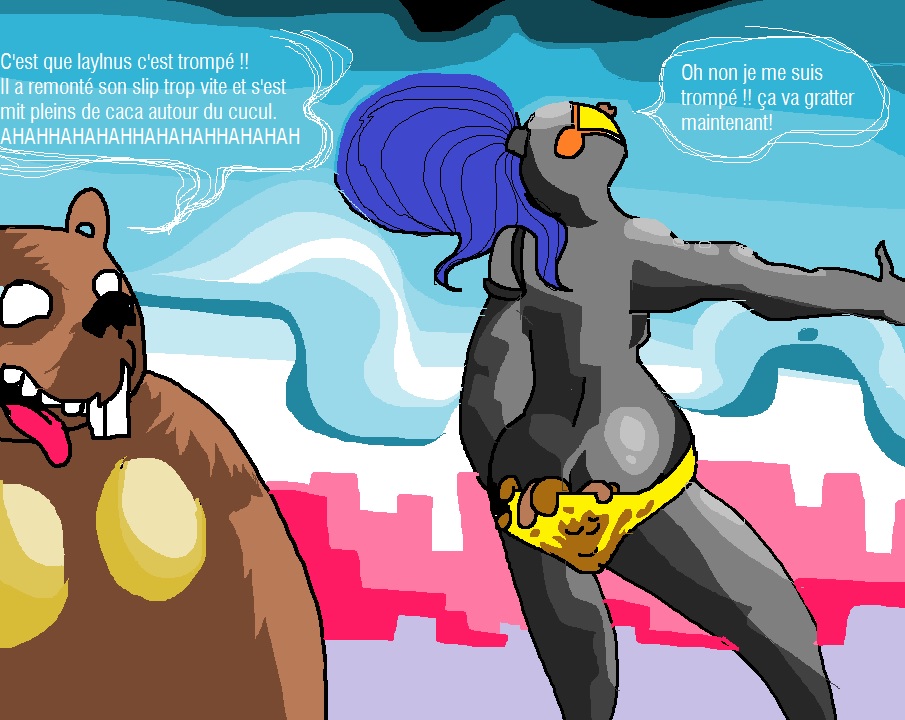 C'est que laylnus c'est trompé !!
Il a remonté son slip trop vite et s'est
mit pleins de caca autour du cucul.
AHAHHAHAHAHHAHAHAHHAHAHAH
Oh non je me suis
trompé !! ça va gratter
maintenant!